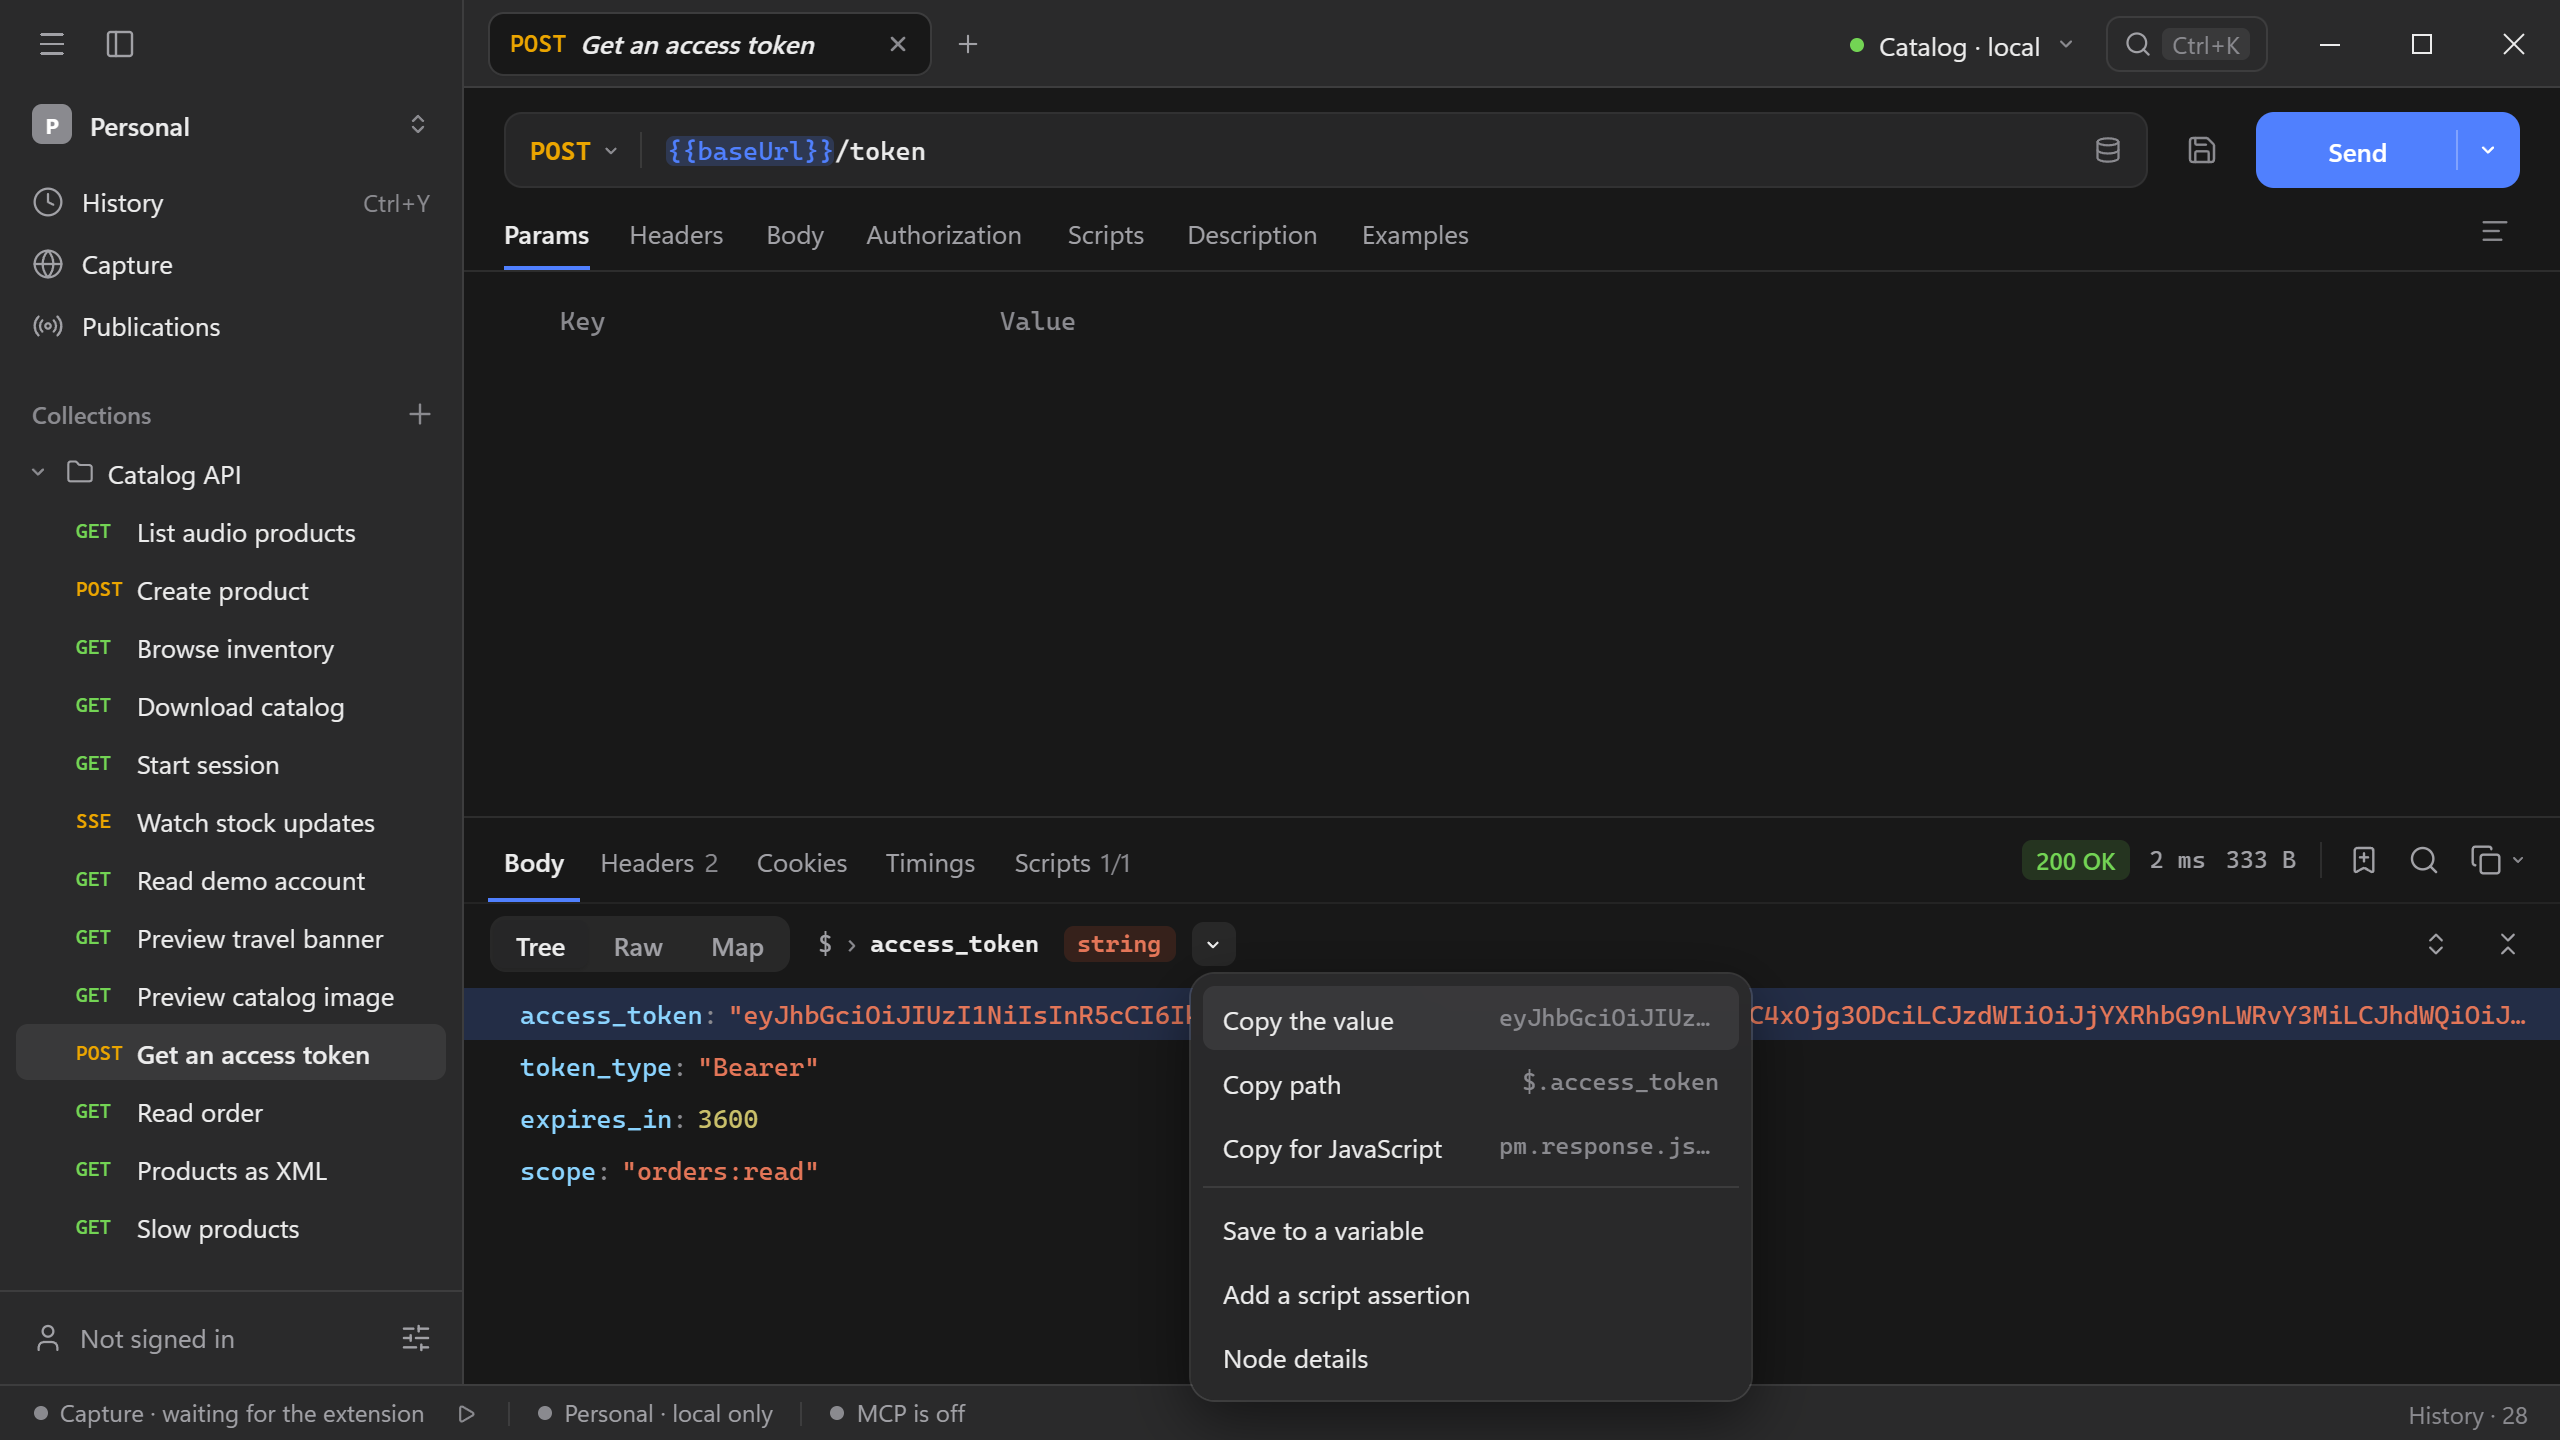 POST Get an access token
Catalog · local
Ctrl+K
P Personal
POST {{baseUrl}}/token
Send
History Ctrl+Y
Capture
Publications
Params Headers Body Authorization Scripts Description Examples
Key Value
Collections
Catalog API
GET List audio products
POST Create product
GET Browse inventory
GET Download catalog
GET Start session
SSE Watch stock updates
GET Read demo account
GET Preview travel banner
GET Preview catalog image
POST Get an access token
GET Read order
GET Products as XML
GET Slow products
Not signed in
Body Headers 2 Cookies Timings Scripts 1/1
200 OK 2 ms 333 B
Tree Raw Map $ › access_token string
access_token: "eyJhbGciOiJIUzI1NiIsInR5cCI6Ik C4xOjg3ODciLCJzdWIiOiJjYXRhbG9nLWRvY3MiLCJhdWQiOiJ…
token_type: "Bearer"
expires_in: 3600
scope: "orders:read"
Copy the value eyJhbGciOiJIUz…
Copy path $.access_token
Copy for JavaScript pm.response.js…
Save to a variable
Add a script assertion
Node details
Capture · waiting for the extension
Personal · local only
MCP is off
History · 28